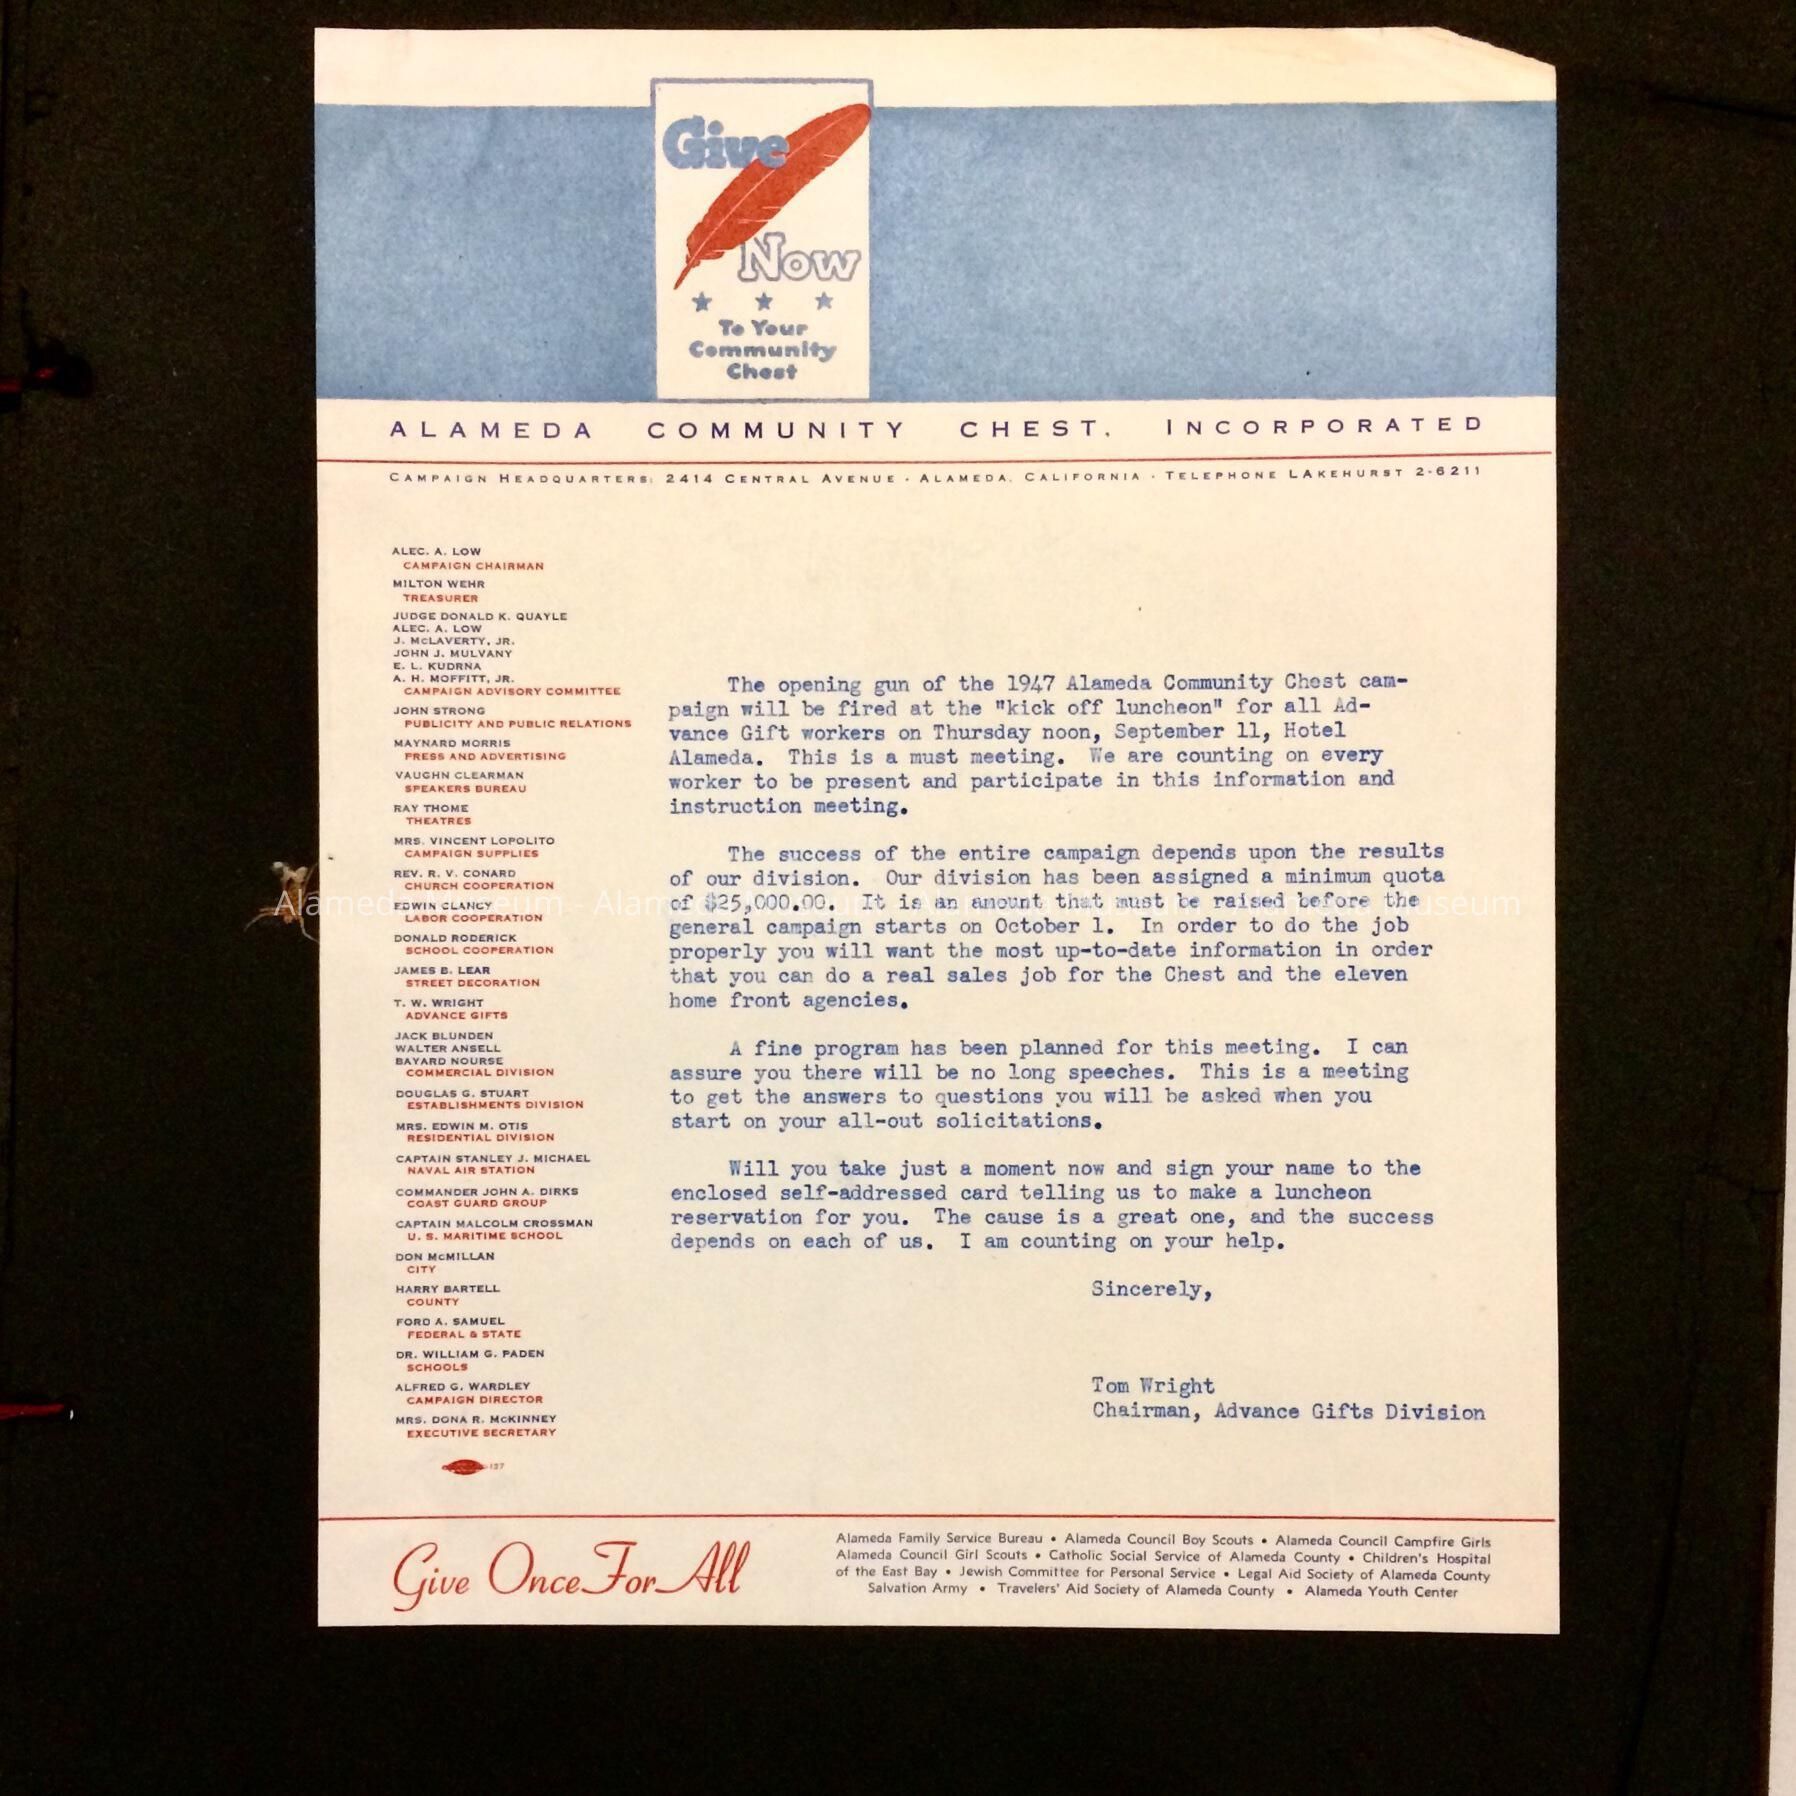 Give
Now
To Your
Community
Chest
ALAMEDA COMMUNITY CHEST, INCORPORATED
CAMPAIGN HEADQUARTERS: 2414 CENTRAL AVENUE · ALAMEDA, CALIFORNIA · TELEPHONE LAKEHURST 2-6211
ALEC. A. LOW
CAMPAIGN CHAIRMAN
MILTON WEHR
TREASURER
JUDGE DONALD K. QUAYLE
ALEC. A. LOW
J. McLAVERTY, JR.
JOHN J. MULVANY
E. L. KUDRNA
A. H. MOFFITT, JR.
CAMPAIGN ADVISORY COMMITTEE
JOHN STRONG
PUBLICITY AND PUBLIC RELATIONS
MAYNARD MORRIS
PRESS AND ADVERTISING
VAUGHN CLEARMAN
SPEAKERS BUREAU
RAY THOME
THEATRES
MRS. VINCENT LOPOLITO
CAMPAIGN SUPPLIES
REV. R. V. CONARD
CHURCH COOPERATION
EDWIN CLANCY
LABOR COOPERATION
DONALD RODERICK
SCHOOL COOPERATION
JAMES B. LEAR
STREET DECORATION
T. W. WRIGHT
ADVANCE GIFTS
JACK BLUNDEN
WALTER ANSELL
BAYARD NOURSE
COMMERCIAL DIVISION
DOUGLAS G. STUART
ESTABLISHMENTS DIVISION
MRS. EDWIN M. OTIS
RESIDENTIAL DIVISION
CAPTAIN STANLEY J. MICHAEL
NAVAL AIR STATION
COMMANDER JOHN A. DIRKS
COAST GUARD GROUP
CAPTAIN MALCOLM CROSSMAN
U. S. MARITIME SCHOOL
DON McMILLAN
CITY
HARRY BARTELL
COUNTY
FORD A. SAMUEL
FEDERAL & STATE
DR. WILLIAM G. PADEN
SCHOOLS
ALFRED G. WARDLEY
CAMPAIGN DIRECTOR
MRS. DONA R. McKINNEY
EXECUTIVE SECRETARY
127
The opening gun of the 1947 Alameda Community Chest cam-
paign will be fired at the "kick off luncheon" for all Ad-
vance Gift workers on Thursday noon, September 11, Hotel
Alameda. This is a must meeting. We are counting on every
worker to be present and participate in this information and
instruction meeting.
The success of the entire campaign depends upon the results
of our division. Our division has been assigned a minimum quota
of $25,000.00. It is an amount that must be raised before the
general campaign starts on October 1. In order to do the job
properly you will want the most up-to-date information in order
that you can do a real sales job for the Chest and the eleven
home front agencies.
A fine program has been planned for this meeting. I can
assure you there will be no long speeches. This is a meeting
to get the answers to questions you will be asked when you
start on your all-out solicitations.
Will you take just a moment now and sign your name to the
enclosed self-addressed card telling us to make a luncheon
reservation for you. The cause is a great one, and the success
depends on each of us. I am counting on your help.
Sincerely,
Tom Wright
Chairman, Advance Gifts Division
Alameda Museum Alameda Museum Alameda Museum Alameda Museum
Give Once For All
Alameda Family Service Bureau • Alameda Council Boy Scouts • Alameda Council Campfire Girls
Alameda Council Girl Scouts • Catholic Social Service of Alameda County • Children's Hospital
of the East Bay • Jewish Committee for Personal Service • Legal Aid Society of Alameda County
Salvation Army • Travelers' Aid Society of Alameda County • Alameda Youth Center